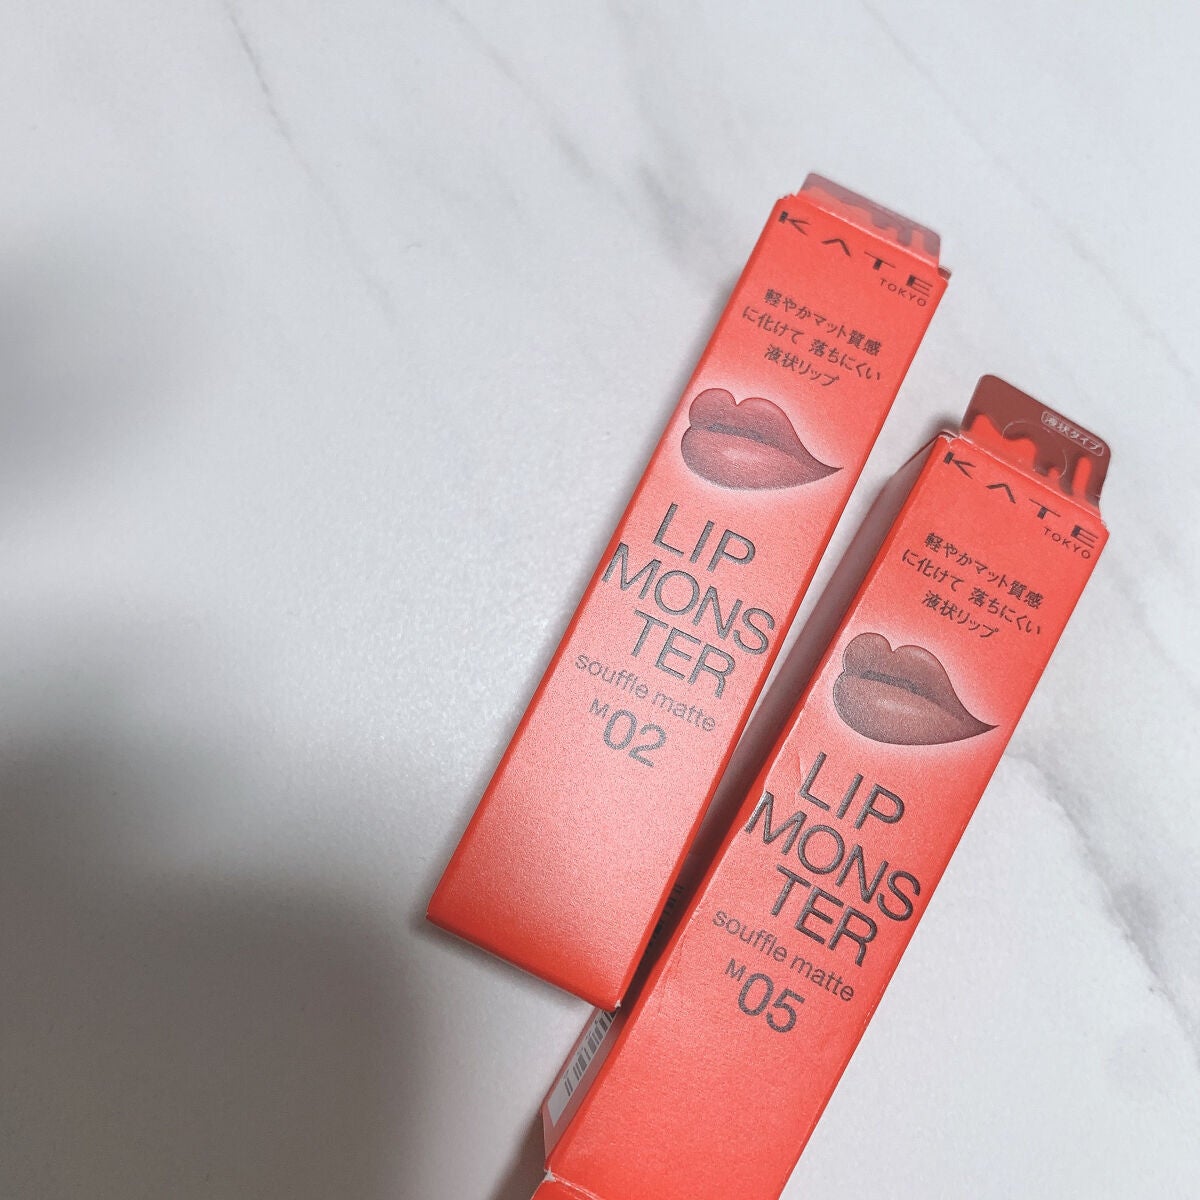 KATE
TOKYO
軽やかマット質感
に化けて 落ちにくい
液状リップ
LIP
MONS
TER
souffle matte
M02
液状タイプ
KATE
TOKYO
軽やかマット質感
に化けて 落ちにくい
液状リップ
LIP
MONS
TER
souffle matte
M05